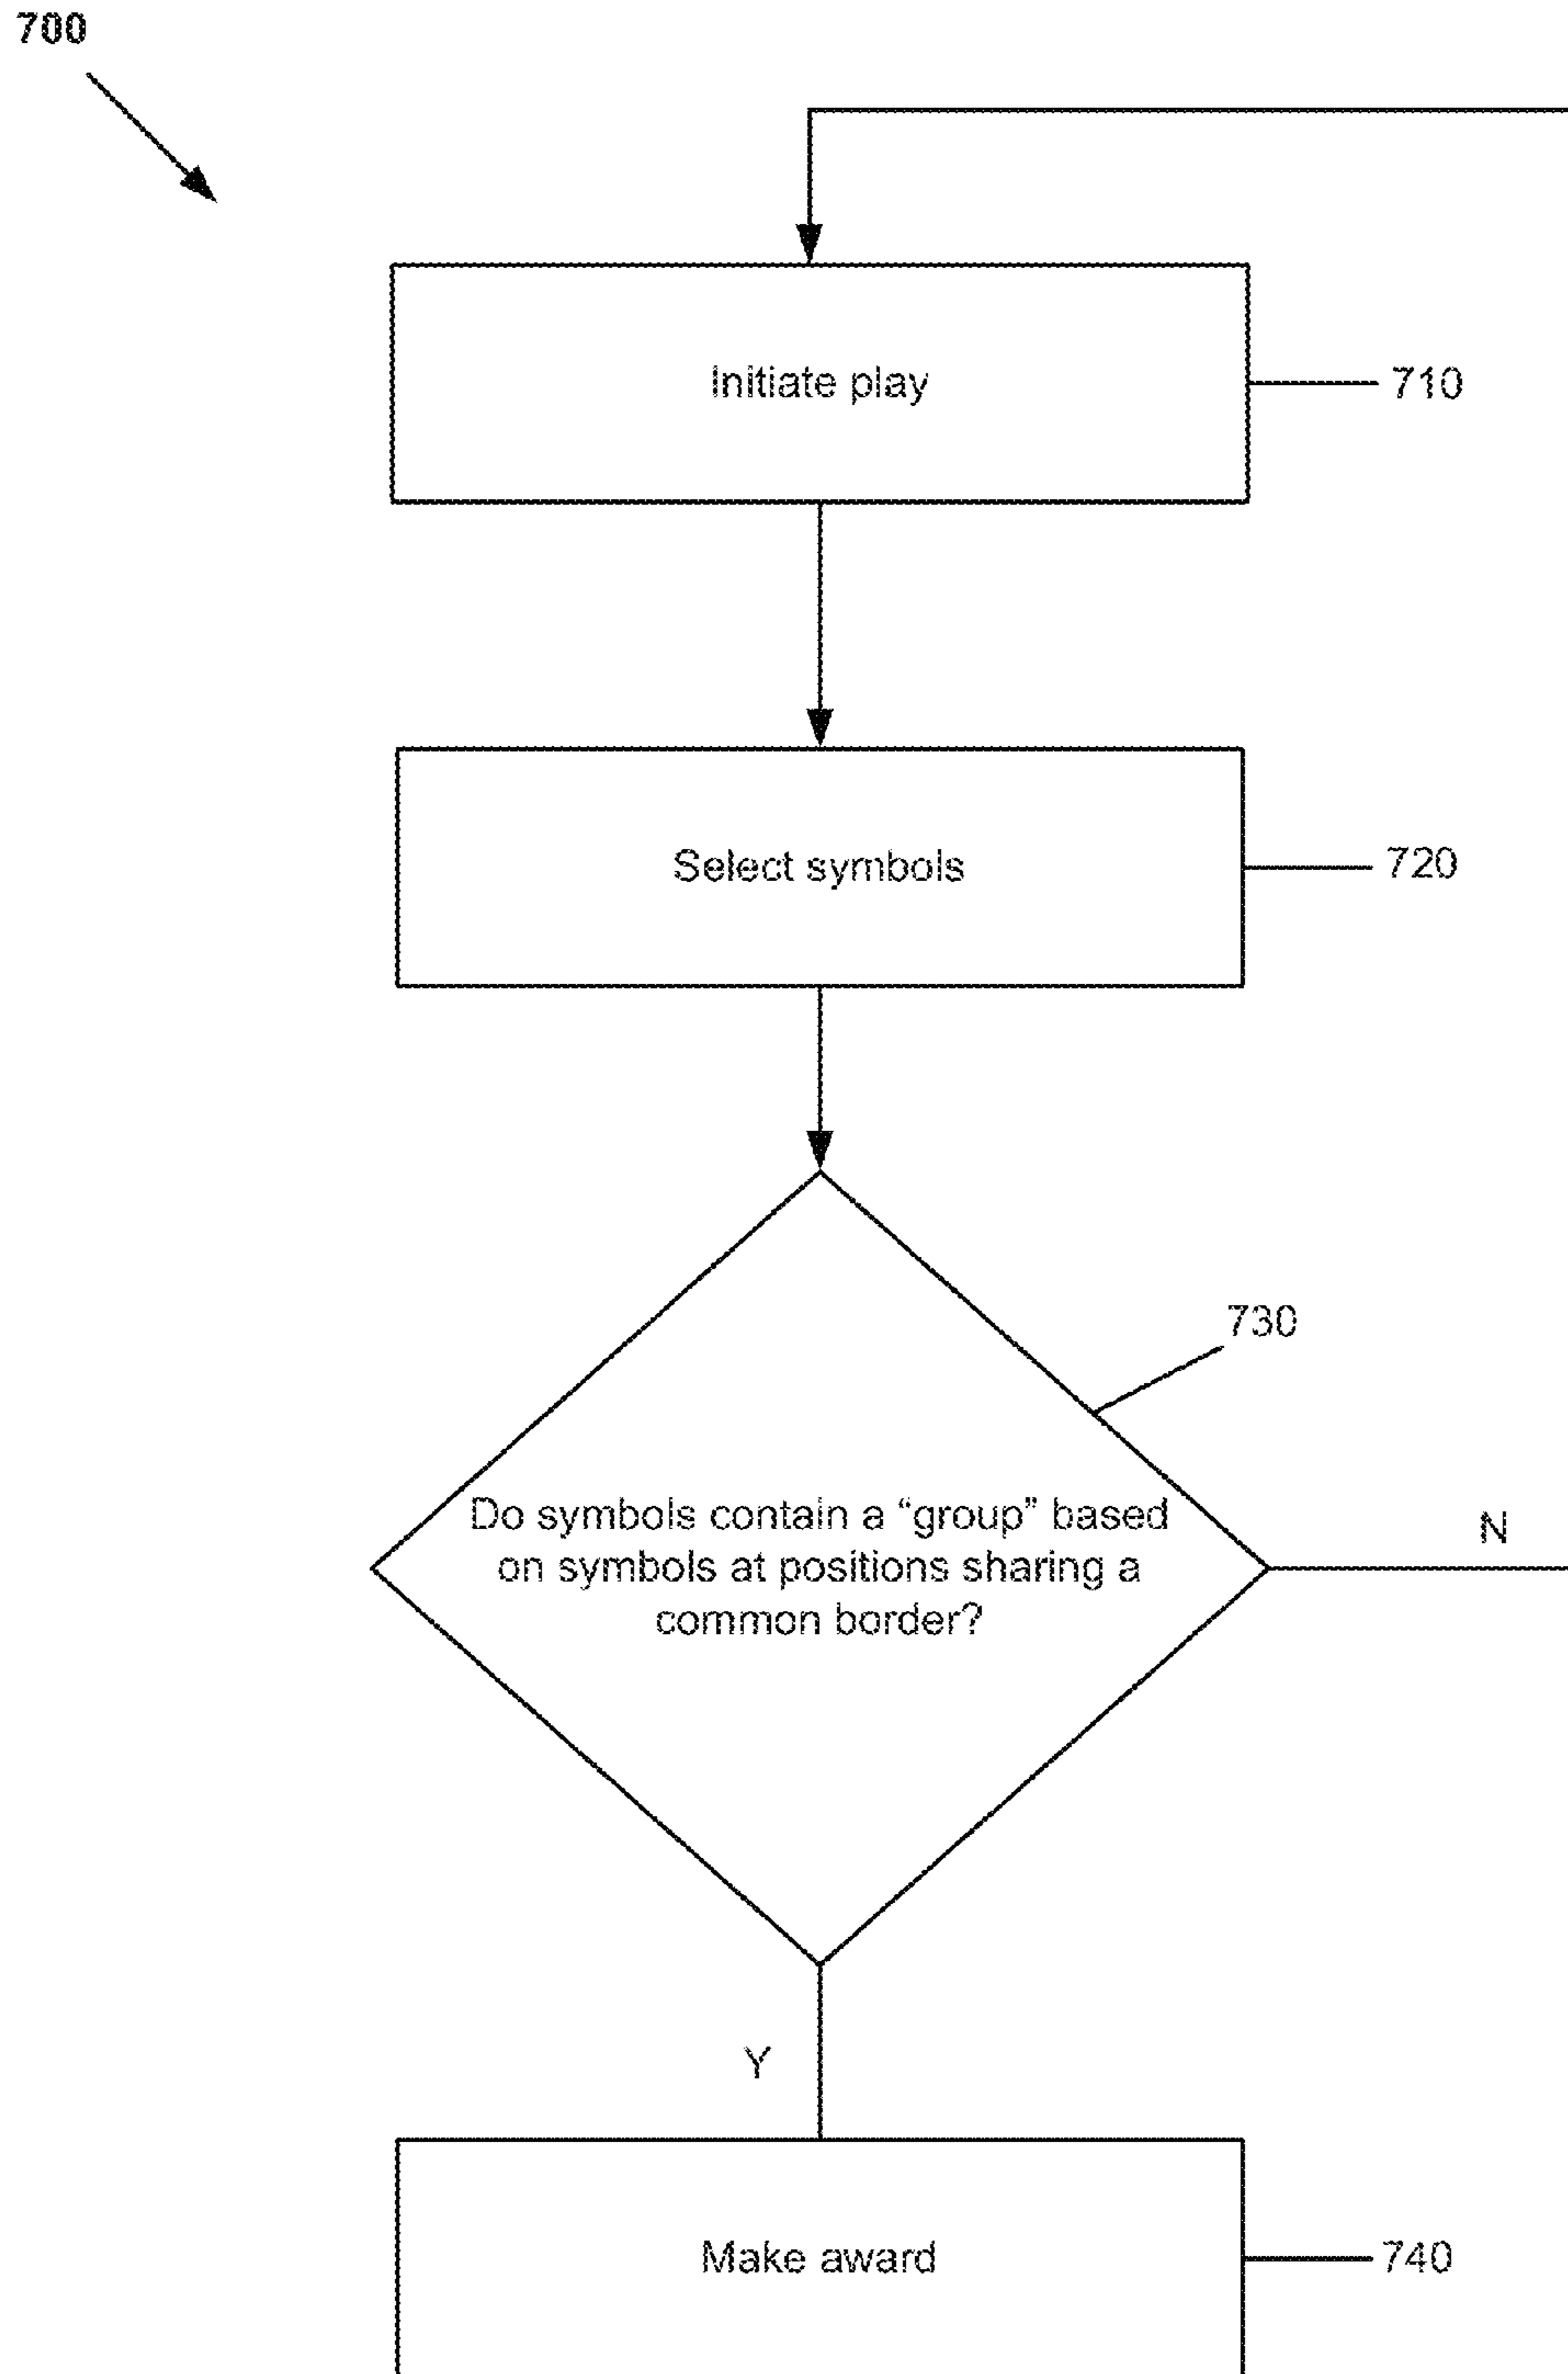 700
Initiate play
710
Select symbols
720
730
Do symbols contain a “group” based
on symbols at positions sharing a
common border?
N
Y
Make award
740